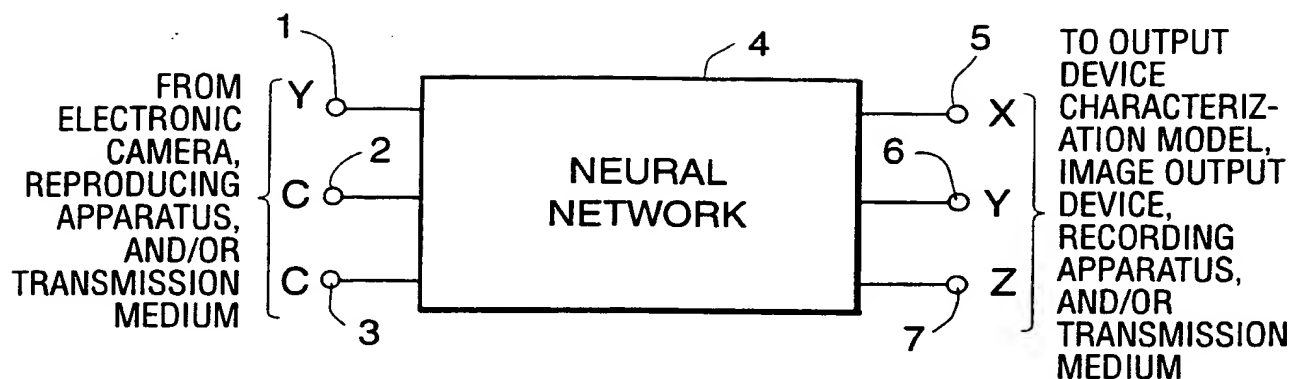 1
FROM
ELECTRONIC
CAMERA,
REPRODUCING
APPARATUS,
AND/OR
TRANSMISSION
MEDIUM
Y
2
C
C
3
4
NEURAL
NETWORK
5
X
6
Y
Z
7
TO OUTPUT
DEVICE
CHARACTERIZ-
ATION MODEL,
IMAGE OUTPUT
DEVICE,
RECORDING
APPARATUS,
AND/OR
TRANSMISSION
MEDIUM